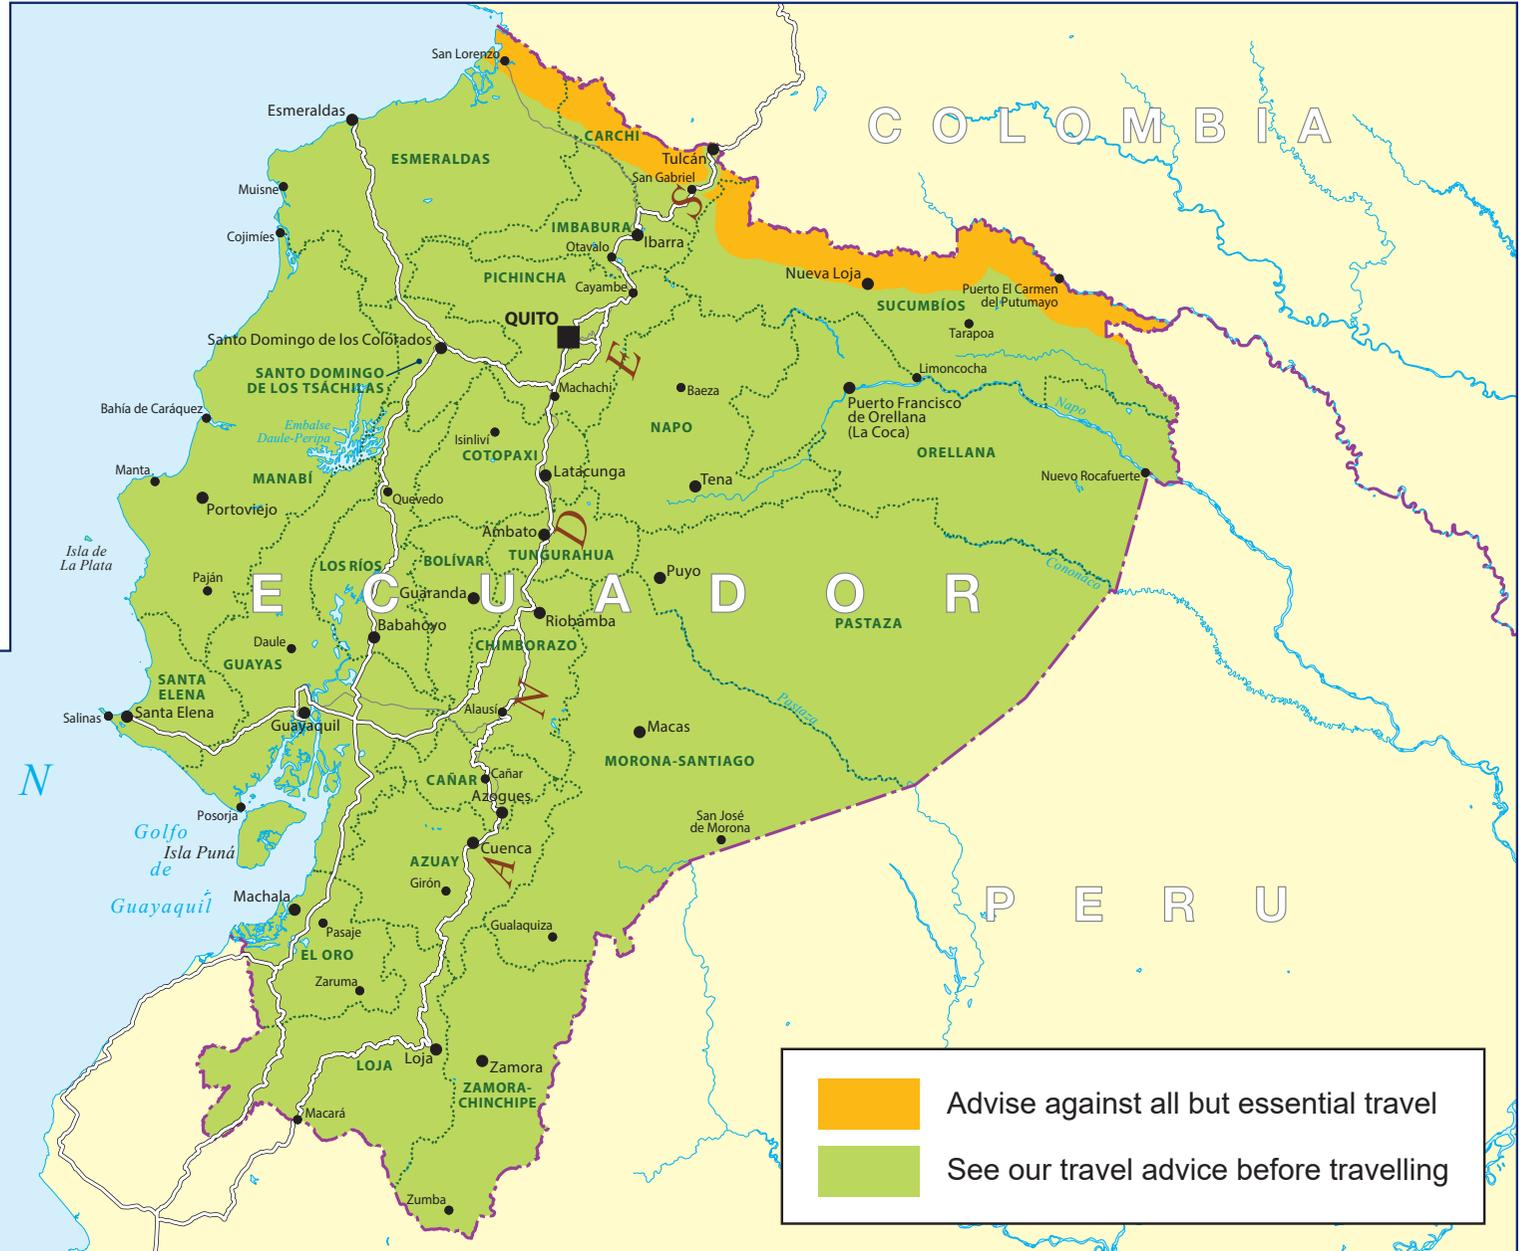 COLOMBIA
San Lorenzo
Esmeraldas
ESMERALDAS
CARCHI
Tulcán
San Gabriel
Muisne
Cojimíes
IMBABURA
Ibarra
Otavalo
PICHINCHA
Cayambe
Nueva Loja
Puerto El Carmen
del Putumayo
SUCUMBÍOS
QUITO
Tarapoa
Santo Domingo de los Colorados
SANTO DOMINGO
DE LOS TSÁCHILAS
Machachi
Baeza
Limoncocha
Puerto Francisco
de Orellana
(La Coca)
Napo
Bahía de Caráquez
Embalse
Daule-Peripa
Isinliví
COTOPAXI
NAPO
ORELLANA
Manta
MANABÍ
Latacunga
Tena
Nuevo Rocafuerte
Portoviejo
Quevedo
Ambato
TUNGURAHUA
Isla de
La Plata
LOS RÍOS
BOLÍVAR
Puyo
Cononaco
Paján
Guaranda
ECUADOR
Riobamba
PASTAZA
Babahoyo
Daule
CHIMBORAZO
GUAYAS
SANTA
ELENA
Salinas
Santa Elena
Guayaquil
Alausí
Pastaza
Macas
MORONA-SANTIAGO
ANDES
N
CAÑAR
Cañar
Azogues
Posorja
San José
de Morona
Golfo
de
Guayaquil
Isla Puná
Cuenca
AZUAY
Girón
Machala
Pasaje
Gualaquiza
EL ORO
Zaruma
PERU
Loja
LOJA
Zamora
ZAMORA-
CHINCHIPE
Macará
Zumba
Advise against all but essential travel
See our travel advice before travelling